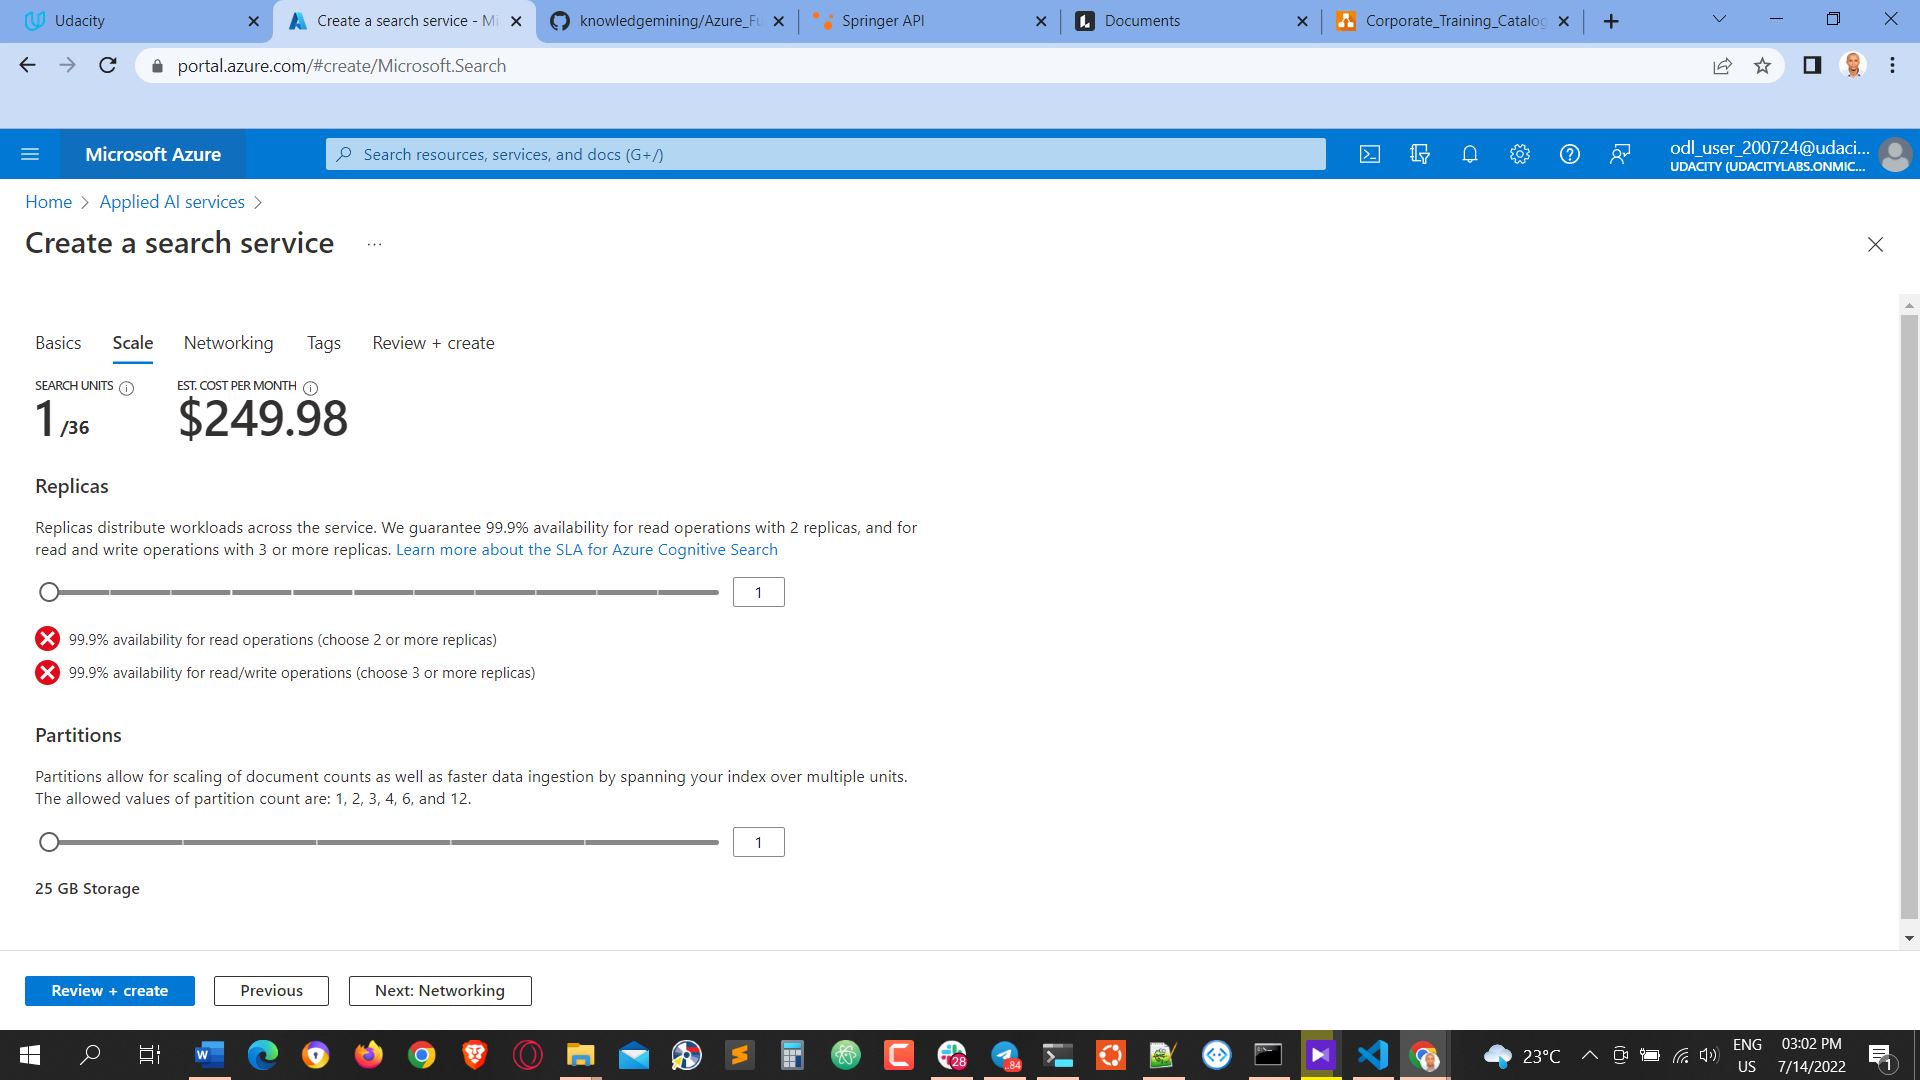 Udacity
Create a search service - Mi
knowledgemining/Azure_Fu
Springer API
Documents
Corporate_Training_Catalog
portal.azure.com/#create/Microsoft.Search
Microsoft Azure
Search resources, services, and docs (G+/)
odl_user_200724@udaci...
UDACITY (UDACITYLABS.ONMIC...
Home > Applied AI services >
Create a search service ...
Basics
Scale
Networking
Tags
Review + create
SEARCH UNITS
1 /36
EST. COST PER MONTH
$249.98
Replicas
Replicas distribute workloads across the service. We guarantee 99.9% availability for read operations with 2 replicas, and for
read and write operations with 3 or more replicas. Learn more about the SLA for Azure Cognitive Search
1
99.9% availability for read operations (choose 2 or more replicas)
99.9% availability for read/write operations (choose 3 or more replicas)
Partitions
Partitions allow for scaling of document counts as well as faster data ingestion by spanning your index over multiple units.
The allowed values of partition count are: 1, 2, 3, 4, 6, and 12.
1
25 GB Storage
Review + create
Previous
Next: Networking
28
84
23°C
ENG
US
03:02 PM
7/14/2022
1